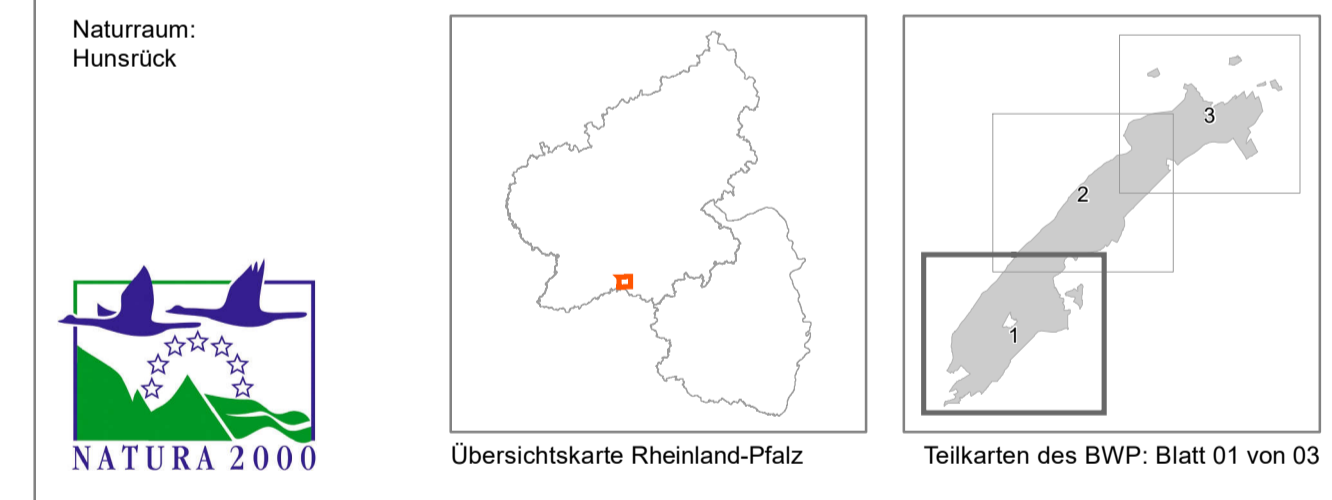 Naturraum:
Hunsrück
NATURA 2000
Übersichtskarte Rheinland-Pfalz
3
2
1
Teilkarten des BWP: Blatt 01 von 03